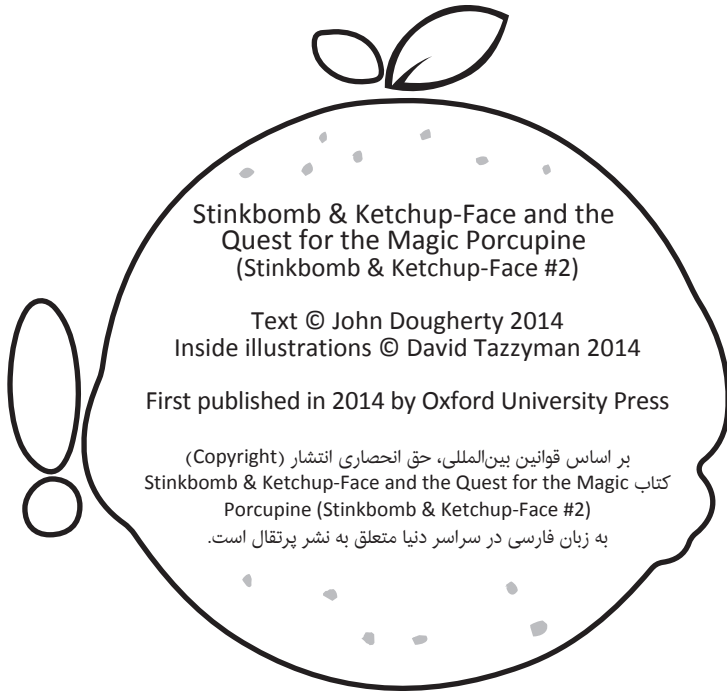 Stinkbomb & Ketchup-Face and the
Quest for the Magic Porcupine
(Stinkbomb & Ketchup-Face #2)
Text © John Dougherty 2014
Inside illustrations © David Tazzyman 2014
First published in 2014 by Oxford University Press
بر اساس قوانین بین‌المللی، حق انحصاری انتشار (Copyright)
کتاب Stinkbomb & Ketchup-Face and the Quest for the Magic
Porcupine (Stinkbomb & Ketchup-Face #2)
به زبان فارسی در سراسر دنیا متعلق به نشر پرتقال است.